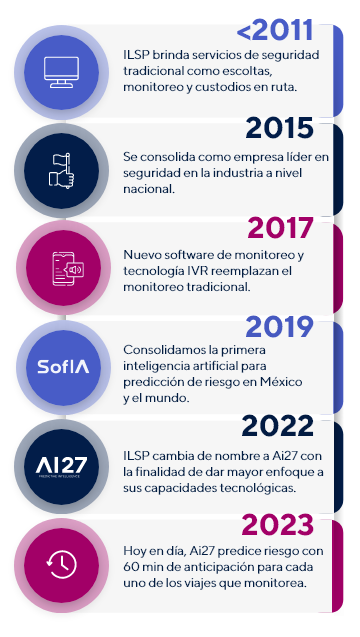 <2011
ILSP brinda servicios de seguridad
tradicional como escoltas,
monitoreo y custodios en ruta.
2015
Se consolida como empresa líder en
seguridad en la industria a nivel
nacional.
2017
Nuevo software de monitoreo y
tecnología IVR reemplazan el
monitoreo tradicional.
2019
SofIA
Consolidamos la primera
inteligencia artificial para
predicción de riesgo en México
y el mundo.
2022
AI27
PREDICTIVE INTELLIGENCE
ILSP cambia de nombre a Ai27 con
la finalidad de dar mayor enfoque a
sus capacidades tecnológicas.
2023
Hoy en día, Ai27 predice riesgo con
60 min de anticipación para cada
uno de los viajes que monitorea.